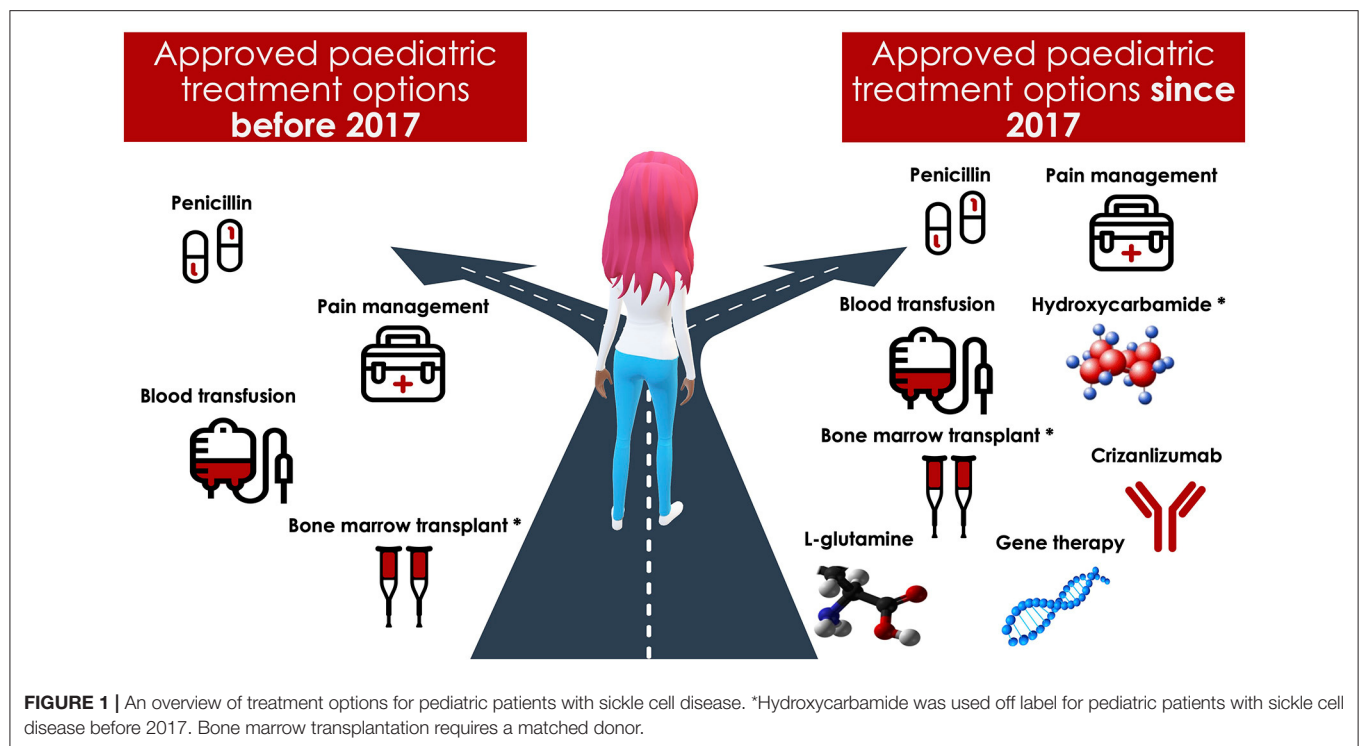 Approved paediatric
treatment options
before 2017
Penicillin
Pain management
Blood transfusion
Bone marrow transplant *
Approved paediatric
treatment options since
2017
Penicillin
Pain management
Blood transfusion
Hydroxycarbamide *
Bone marrow transplant *
Crizanlizumab
L-glutamine
Gene therapy
FIGURE 1 | An overview of treatment options for pediatric patients with sickle cell disease. *Hydroxycarbamide was used off label for pediatric patients with sickle cell
disease before 2017. Bone marrow transplantation requires a matched donor.